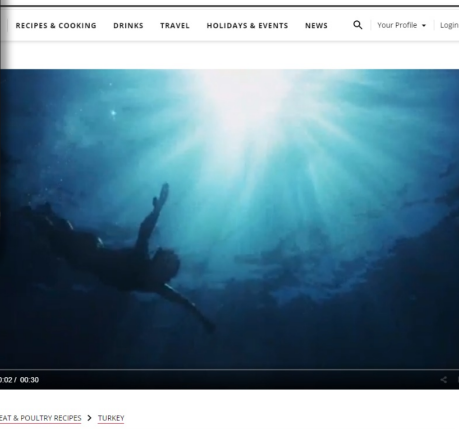 RECIPES & COOKING DRINKS TRAVEL HOLIDAYS & EVENTS NEWS Your Profile Login
0:02 / 00:30
EAT & POULTRY RECIPES > TURKEY